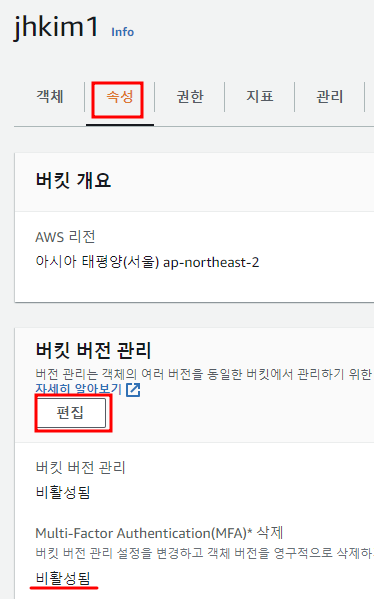 jhkim1 Info
객체 속성 권한 지표 관리
버킷 개요
AWS 리전
아시아 태평양(서울) ap-northeast-2
버킷 버전 관리
버전 관리는 객체의 여러 버전을 동일한 버킷에서 관리하기 위한
자세히 알아보기
편집
버킷 버전 관리
비활성됨
Multi-Factor Authentication(MFA)* 삭제
버킷 버전 관리 설정을 변경하고 객체 버전을 영구적으로 삭제하
비활성됨